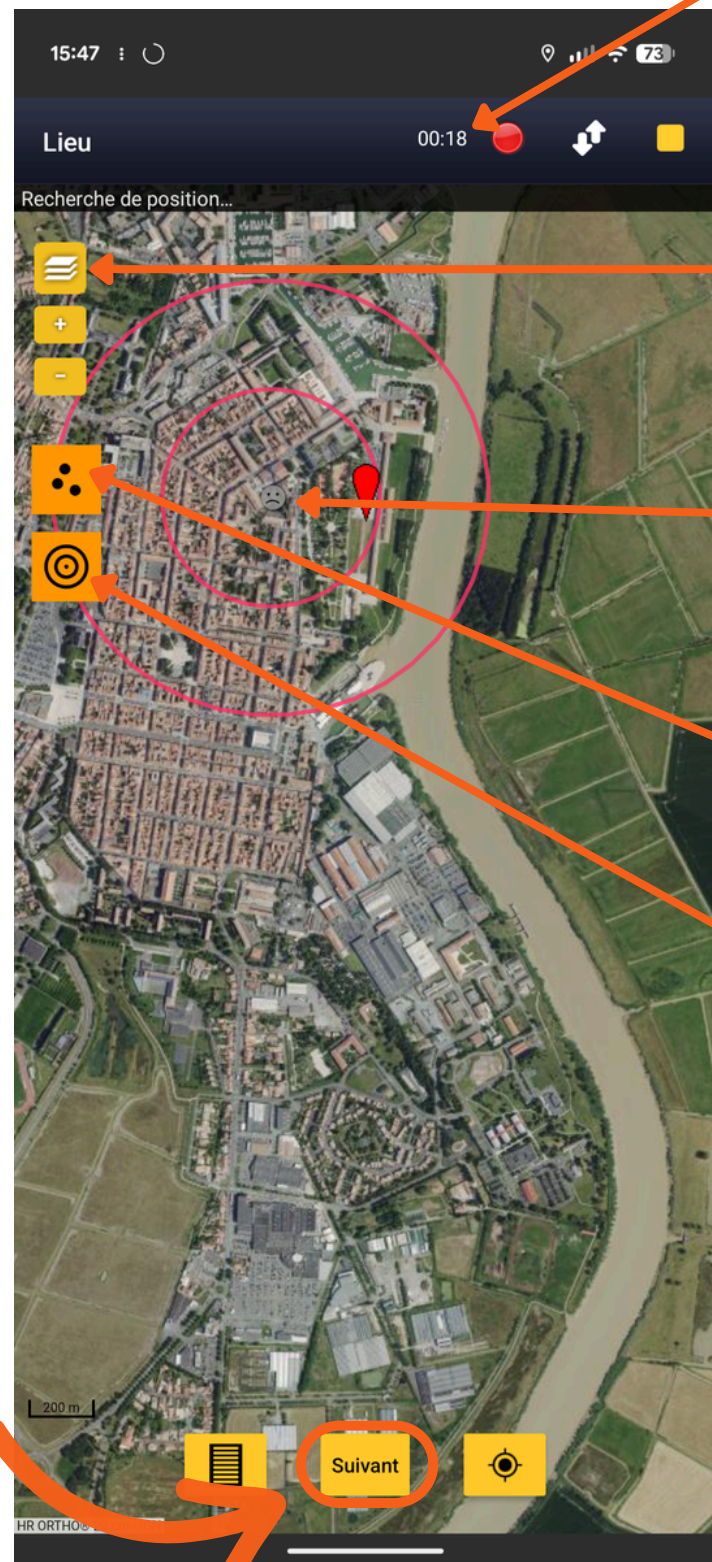 15:47
73
Lieu
00:18
Recherche de position...
+
-
200 m
Suivant
HR ORTHO®